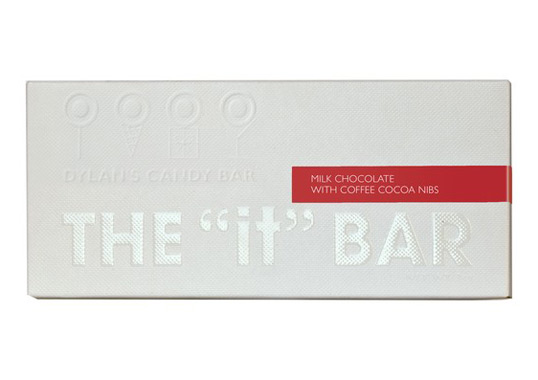 DYLAN'S CANDY BAR
MILK CHOCOLATE
WITH COFFEE COCOA NIBS
THE “it” BAR